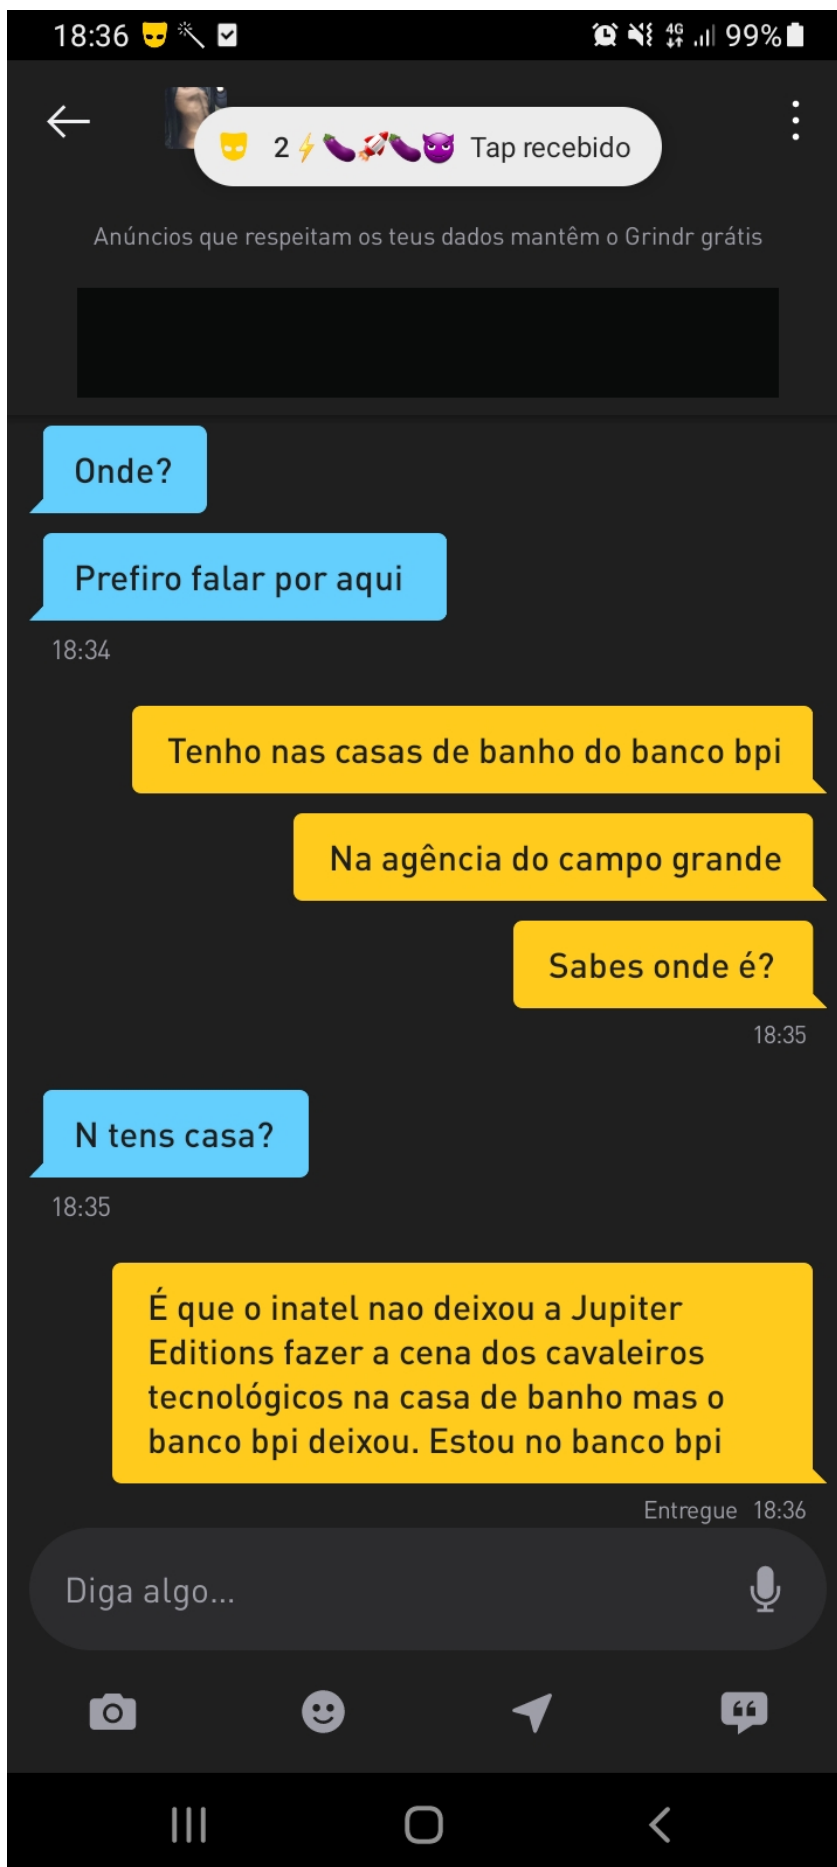 18:36
4G
99%
2⚡🍆🚀🍆😈 Tap recebido
Anúncios que respeitam os teus dados mantêm o Grindr grátis
Onde?
Prefiro falar por aqui
18:34
Tenho nas casas de banho do banco bpi
Na agência do campo grande
Sabes onde é?
18:35
N tens casa?
18:35
É que o inatel nao deixou a Jupiter
Editions fazer a cena dos cavaleiros
tecnológicos na casa de banho mas o
banco bpi deixou. Estou no banco bpi
Entregue 18:36
Diga algo...